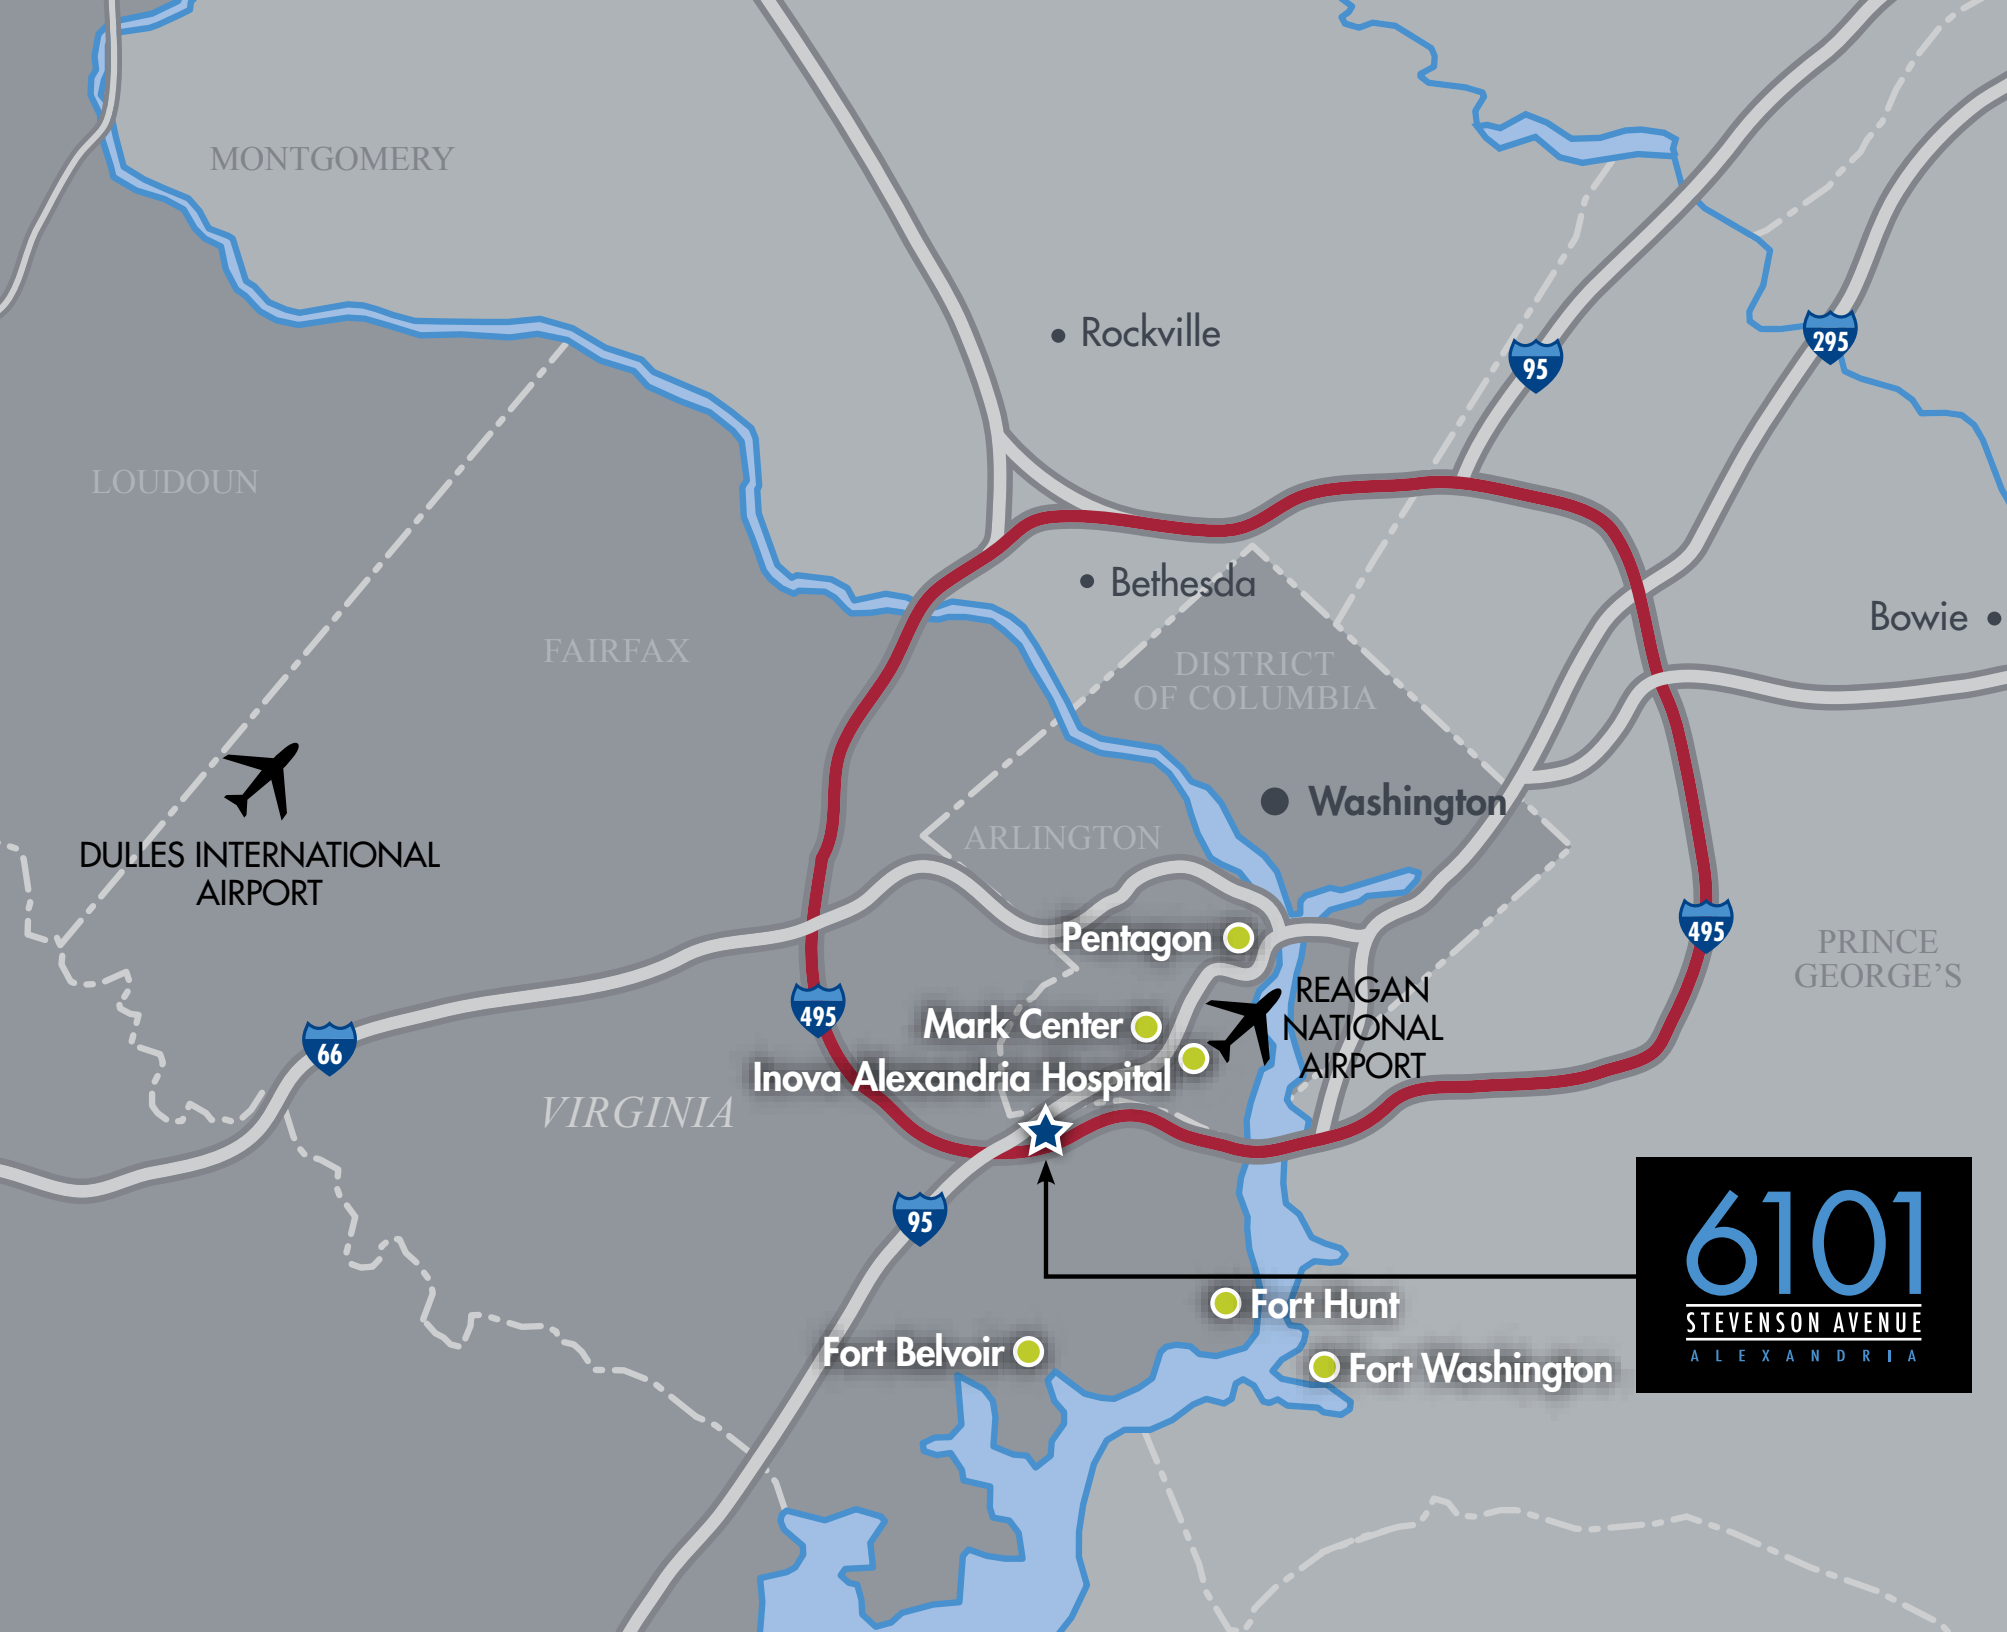 MONTGOMERY
Rockville
95
295
LOUDOUN
Bethesda
Bowie
FAIRFAX
DISTRICT
OF COLUMBIA
Washington
ARLINGTON
DULLES INTERNATIONAL
AIRPORT
Pentagon
495
PRINCE
GEORGE'S
REAGAN
NATIONAL
AIRPORT
495
Mark Center
66
Inova Alexandria Hospital
VIRGINIA
95
6101
STEVENSON AVENUE
ALEXANDRIA
Fort Hunt
Fort Belvoir
Fort Washington